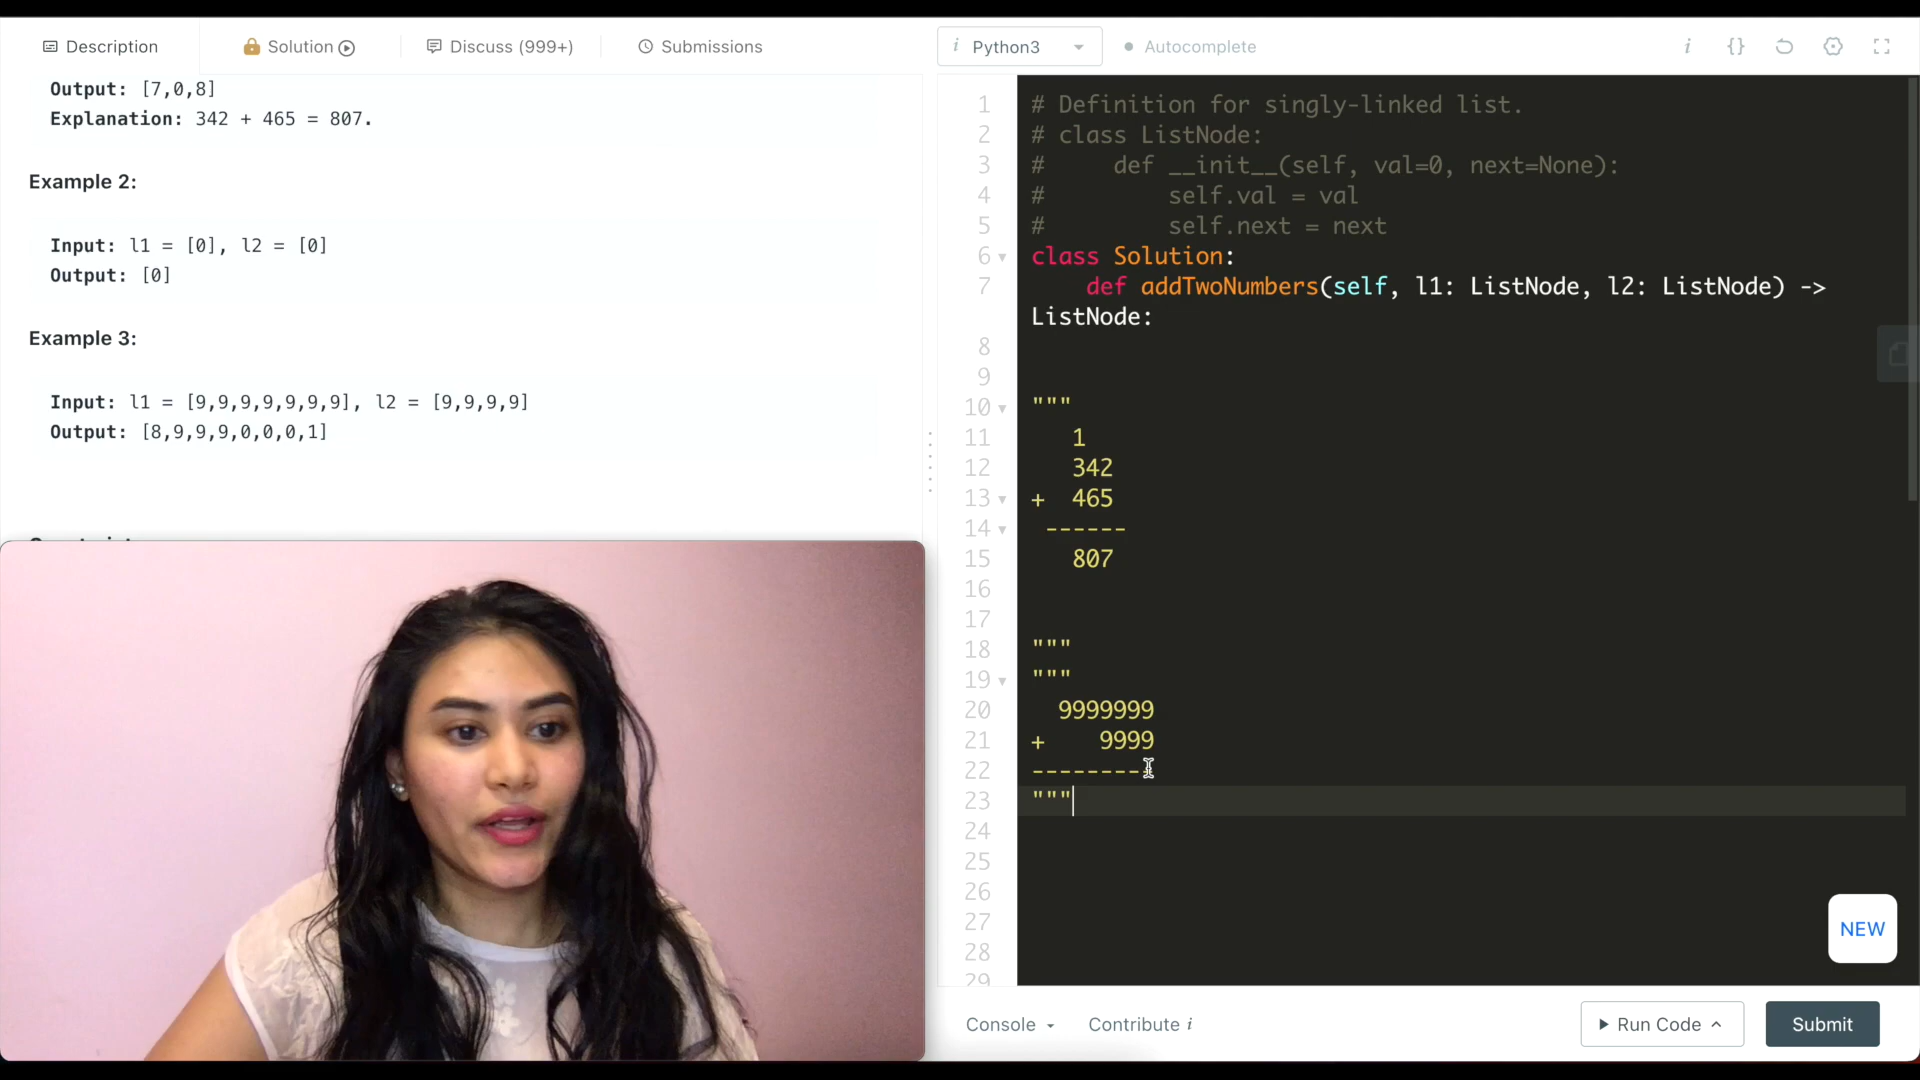 Description
Solution
Discuss (999+)
Submissions
Output: [7,0,8]
Explanation: 342 + 465 = 807.
Example 2:
Input: l1 = [0], l2 = [0]
Output: [0]
Example 3:
Input: l1 = [9,9,9,9,9,9,9], l2 = [9,9,9,9]
Output: [8,9,9,9,0,0,0,1]
i Python3
Autocomplete
i {}
1 # Definition for singly-linked list.
2 # class ListNode:
3 #     def __init__(self, val=0, next=None):
4 #         self.val = val
5 #         self.next = next
6 class Solution:
7     def addTwoNumbers(self, l1: ListNode, l2: ListNode) ->
ListNode:
8
9
10 """
11    1
12    342
13 +  465
14  ------
15    807
16
17
18 """
19 """
20   9999999
21 +    9999
22 ---------
23 """
24
25
26
27
28
29
NEW
Console
Contribute i
Run Code
Submit